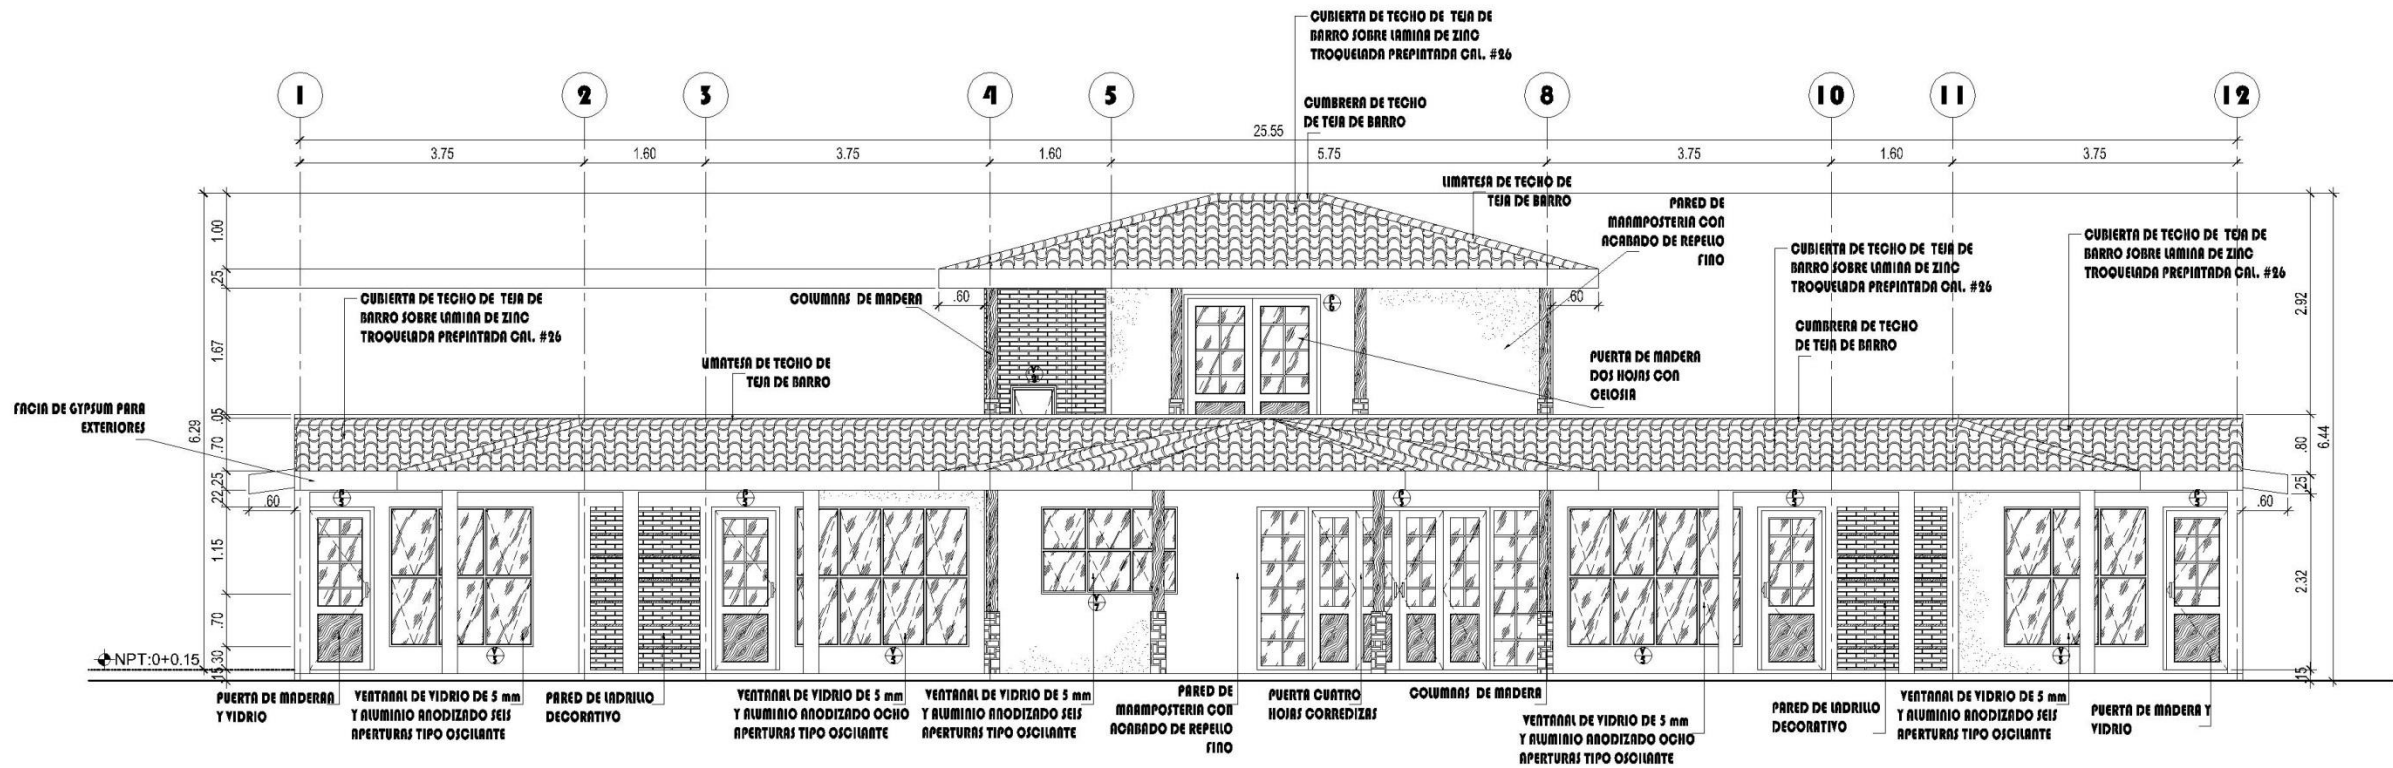 CUBIERTA DE TECHO DE TEJA DE
BARRO SOBRE LAMINA DE ZINC
TROQUELADA PREPINTADA CAL. #26
1
2
3
4
5
8
10
11
12
CUMBRERA DE TECHO
DE TEJA DE BARRO
25.55
3.75
1.60
3.75
1.60
5.75
3.75
1.60
3.75
LIMATESA DE TECHO DE
TEJA DE BARRO
PARED DE
MAAMPOSTERIA CON
ACABADO DE REPELLO
FINO
CUBIERTA DE TECHO DE TEJA DE
BARRO SOBRE LAMINA DE ZINC
TROQUELADA PREPINTADA CAL. #26
CUBIERTA DE TECHO DE TEJA DE
BARRO SOBRE LAMINA DE ZINC
TROQUELADA PREPINTADA CAL. #26
CUBIERTA DE TECHO DE TEJA DE
BARRO SOBRE LAMINA DE ZINC
TROQUELADA PREPINTADA CAL. #26
COLUMNAS DE MADERA
.60
.60
CUMBRERA DE TECHO
DE TEJA DE BARRO
LIMATESA DE TECHO DE
TEJA DE BARRO
PUERTA DE MADERA
DOS HOJAS CON
CELOSIA
FACIA DE GYPSUM PARA
EXTERIORES
6.29
1.00
.25
1.67
.05
.70
.25
.22
1.15
.70
.30
.15
.60
2.92
.80
6.44
.25
.60
2.32
.15
NPT:0+0.15
PUERTA DE MADERAA
Y VIDRIO
VENTANAL DE VIDRIO DE 5 mm
Y ALUMINIO ANODIZADO SEIS
APERTURAS TIPO OSCILANTE
PARED DE LADRILLO
DECORATIVO
VENTANAL DE VIDRIO DE 5 mm
Y ALUMINIO ANODIZADO OCHO
APERTURAS TIPO OSCILANTE
VENTANAL DE VIDRIO DE 5 mm
Y ALUMINIO ANODIZADO SEIS
APERTURAS TIPO OSCILANTE
PARED DE
MAAMPOSTERIA CON
ACABADO DE REPELLO
FINO
PUERTA CUATRO
HOJAS CORREDIZAS
COLUMNAS DE MADERA
VENTANAL DE VIDRIO DE 5 mm
Y ALUMINIO ANODIZADO OCHO
APERTURAS TIPO OSCILANTE
PARED DE LADRILLO
DECORATIVO
VENTANAL DE VIDRIO DE 5 mm
Y ALUMINIO ANODIZADO SEIS
APERTURAS TIPO OSCILANTE
PUERTA DE MADERA Y
VIDRIO